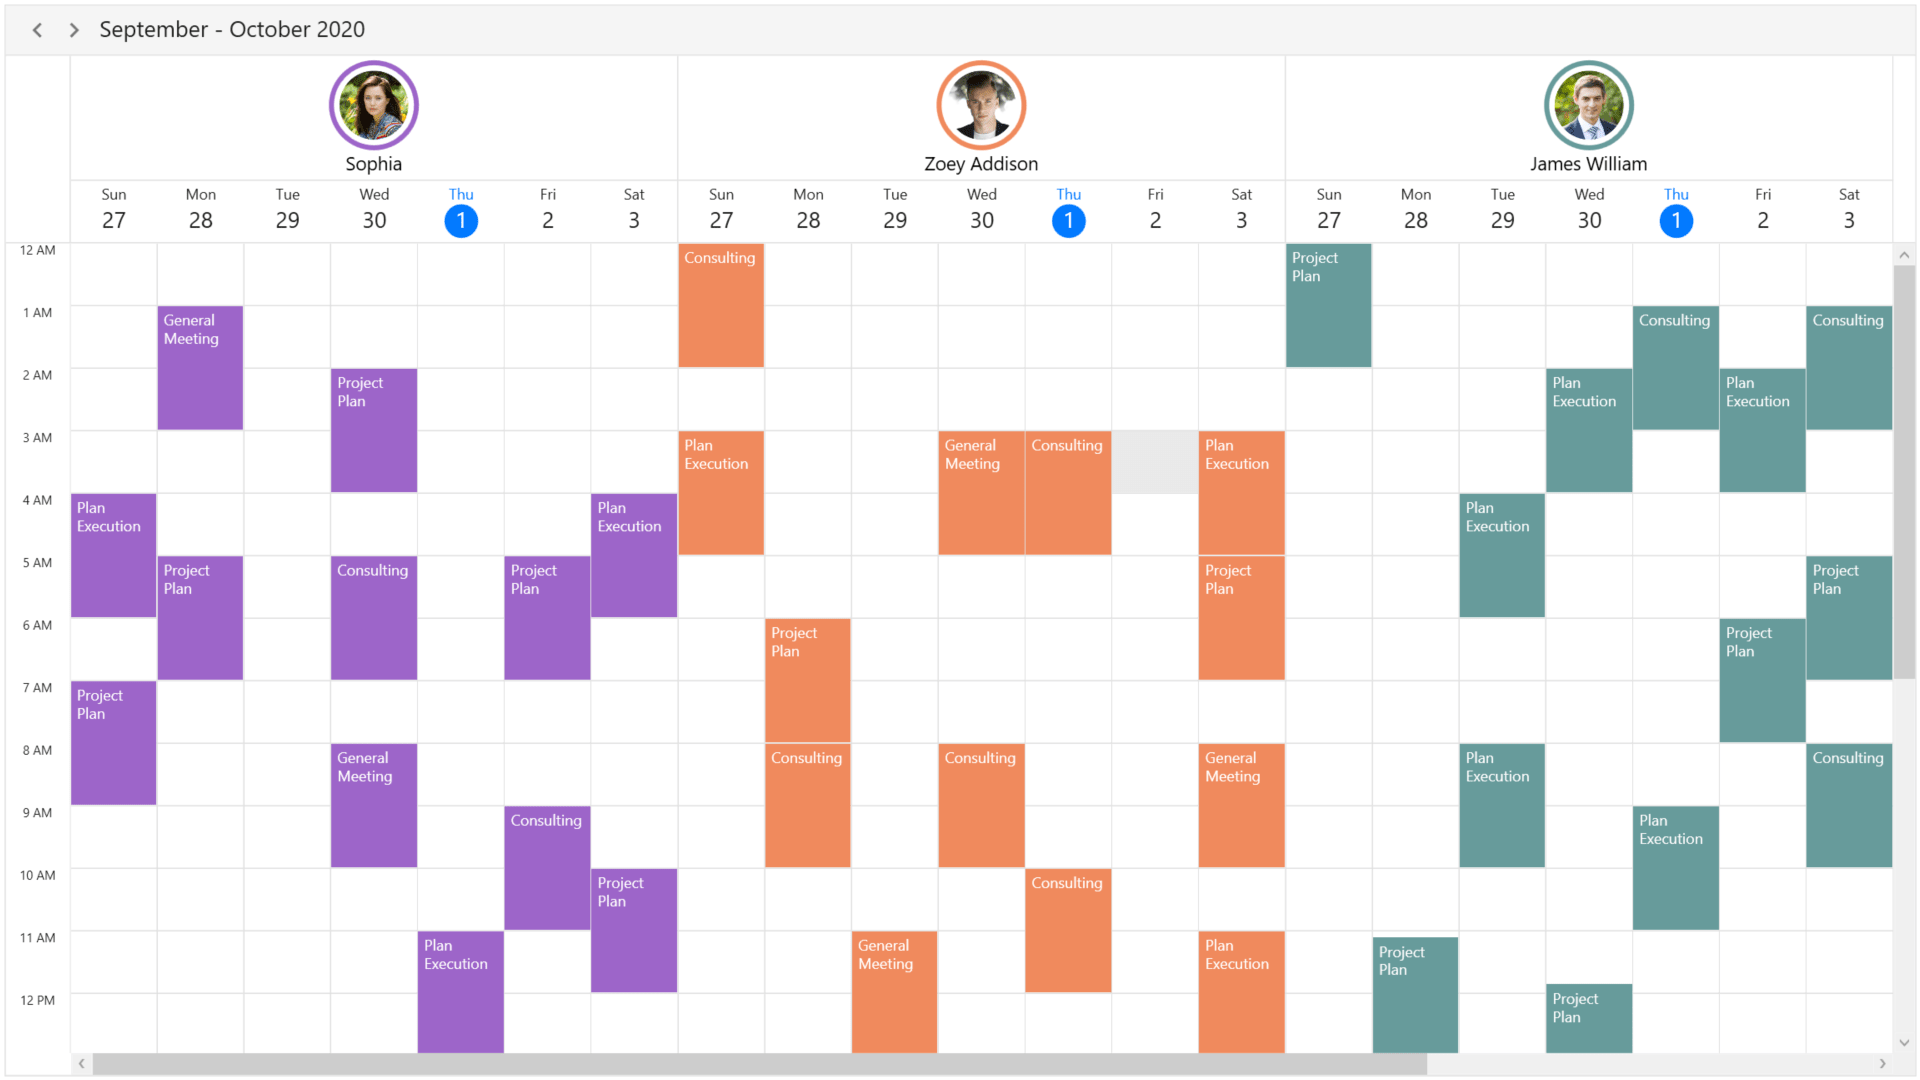 September - October 2020
Sophia
Zoey Addison
James William
Sun Mon Tue Wed Thu Fri Sat Sun Mon Tue Wed Thu Fri Sat Sun Mon Tue Wed Thu Fri Sat
27 28 29 30 1 2 3 27 28 29 30 1 2 3 27 28 29 30 1 2 3
12 AM
Consulting
Project
Plan
1 AM
General
Meeting
Consulting
Consulting
2 AM
Project
Plan
Plan
Execution
Plan
Execution
3 AM
Plan
Execution
General
Meeting
Consulting
Plan
Execution
4 AM
Plan
Execution
Plan
Execution
Plan
Execution
5 AM
Project
Plan
Consulting
Project
Plan
Project
Plan
Project
Plan
6 AM
Project
Plan
Project
Plan
7 AM
Project
Plan
8 AM
General
Meeting
Consulting
Consulting
General
Meeting
Plan
Execution
Consulting
9 AM
Consulting
Plan
Execution
10 AM
Project
Plan
Consulting
11 AM
Plan
Execution
General
Meeting
Plan
Execution
Project
Plan
12 PM
Project
Plan